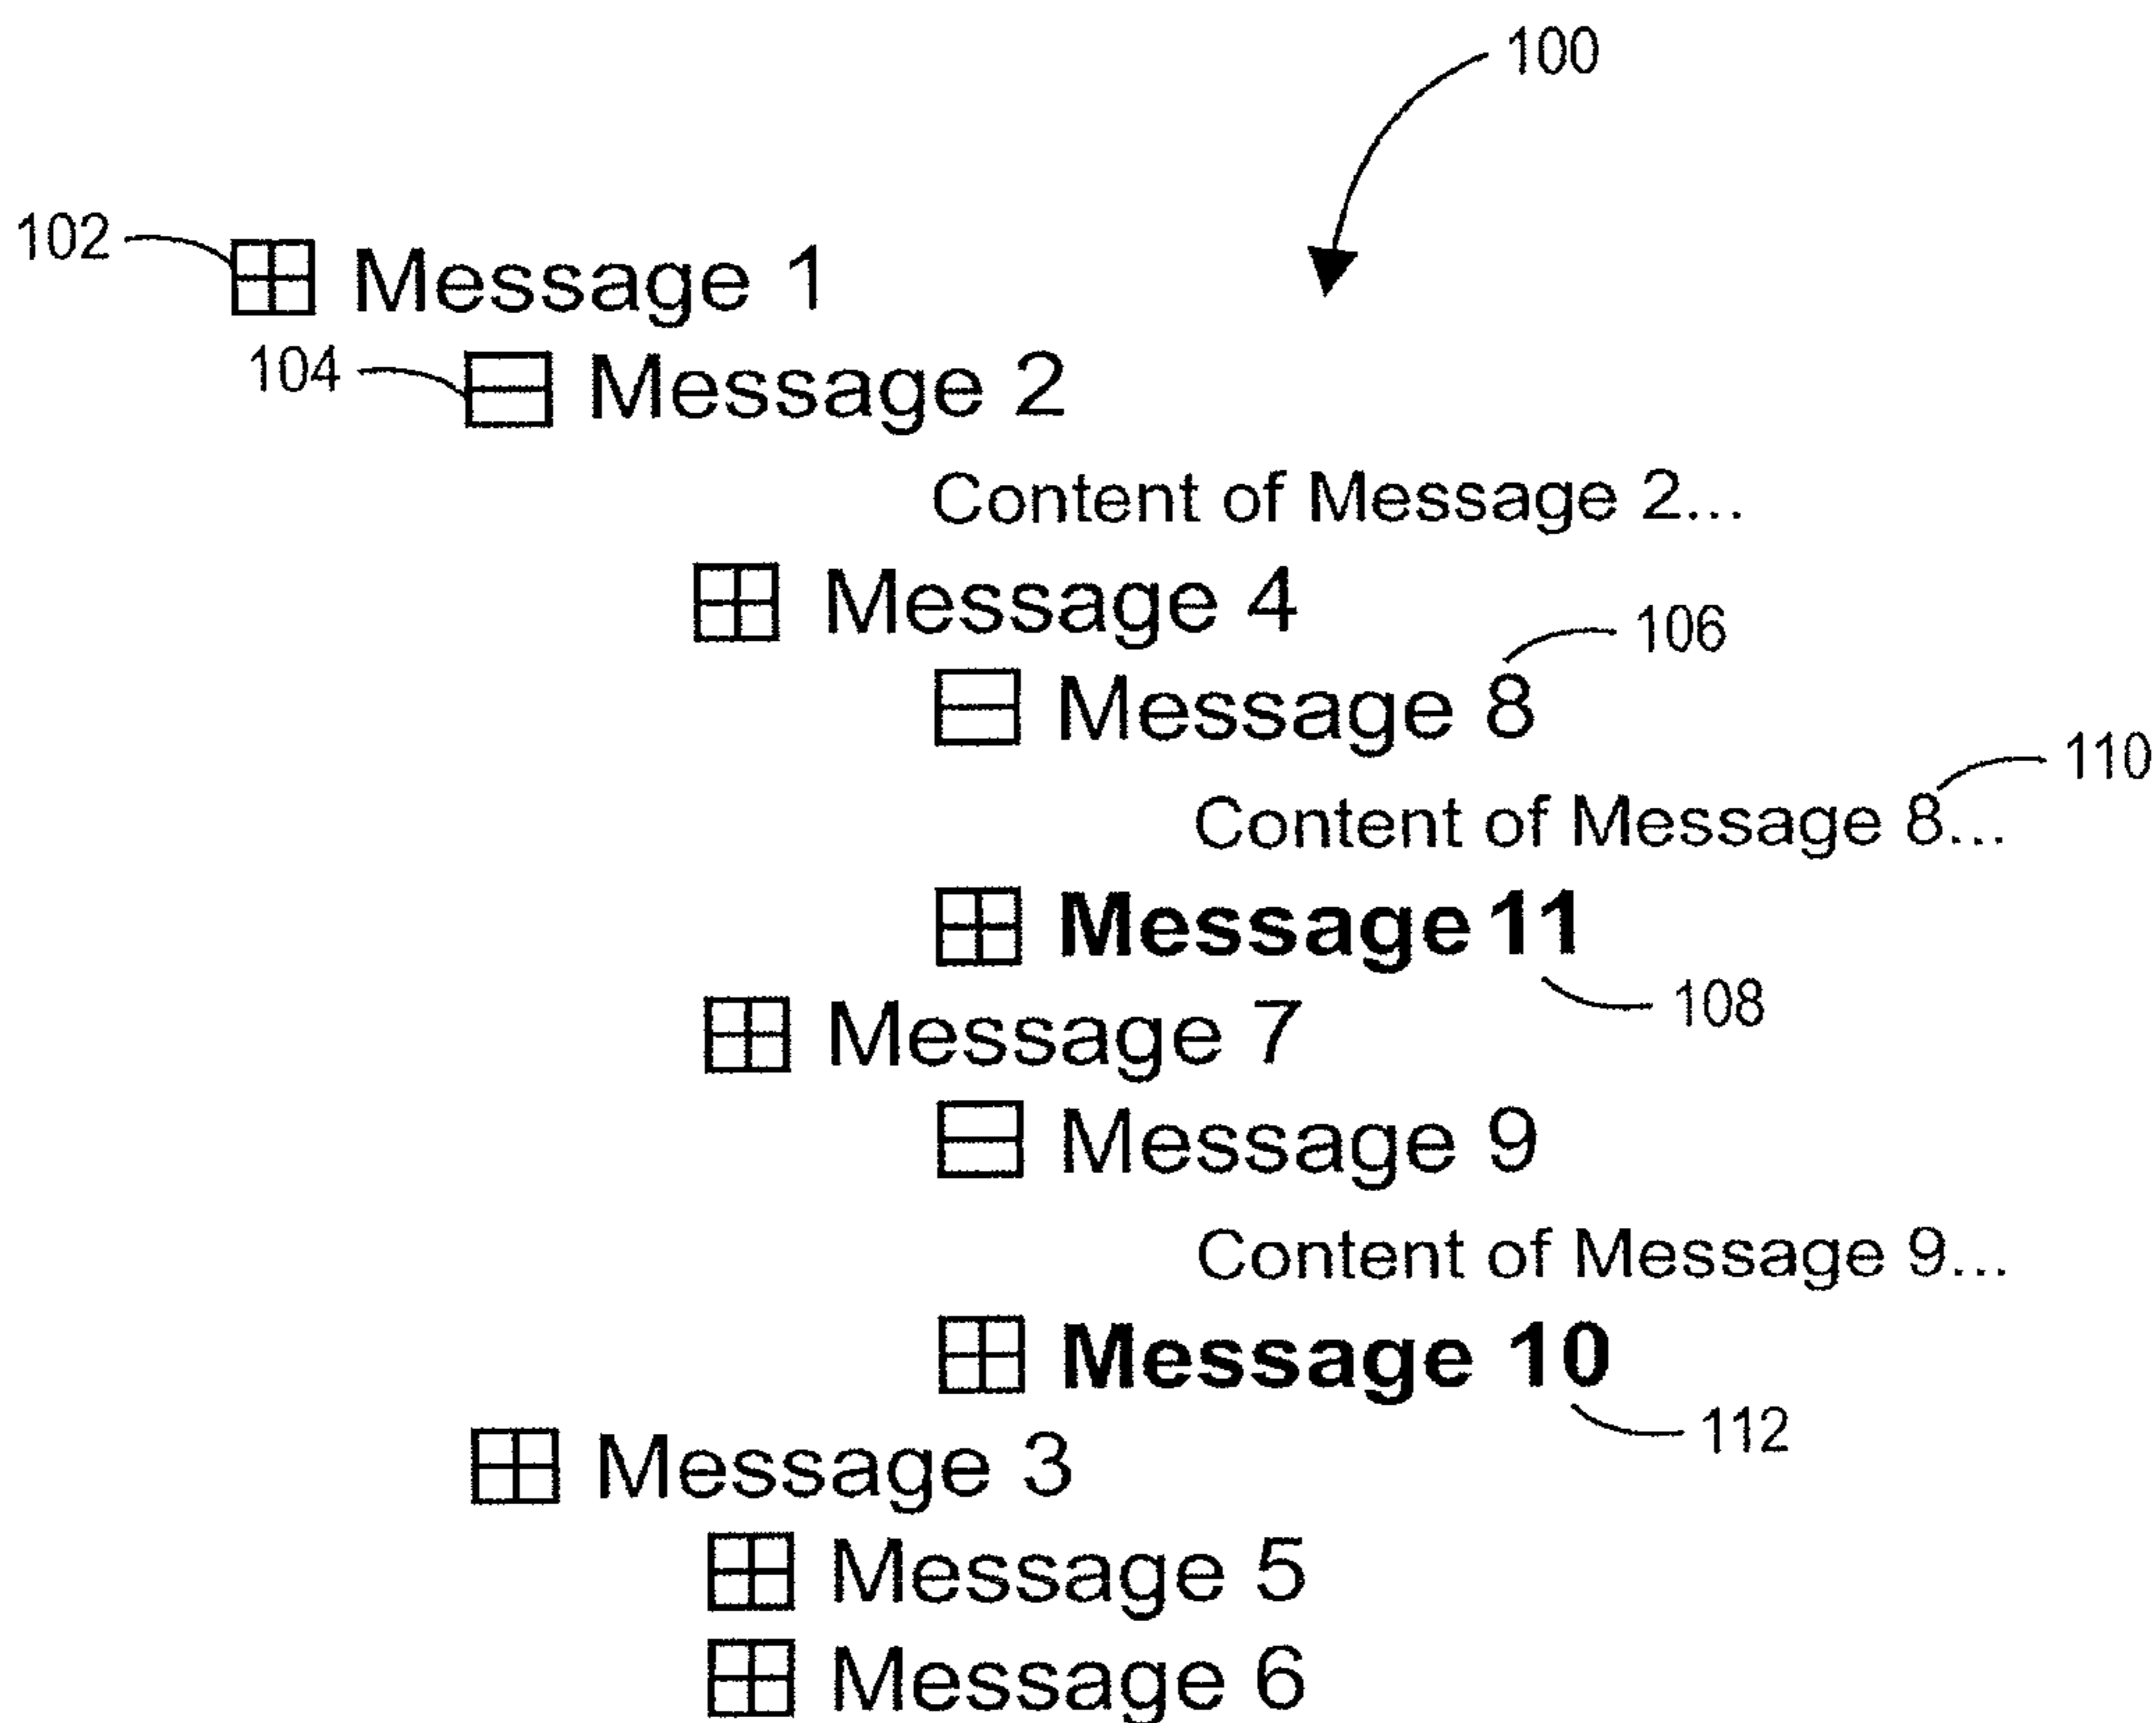 100
102 Message 1
104 Message 2
Content of Message 2...
Message 4
106
Message 8
110
Content of Message 8...
Message 11
108
Message 7
Message 9
Content of Message 9...
Message 10
112
Message 3
Message 5
Message 6